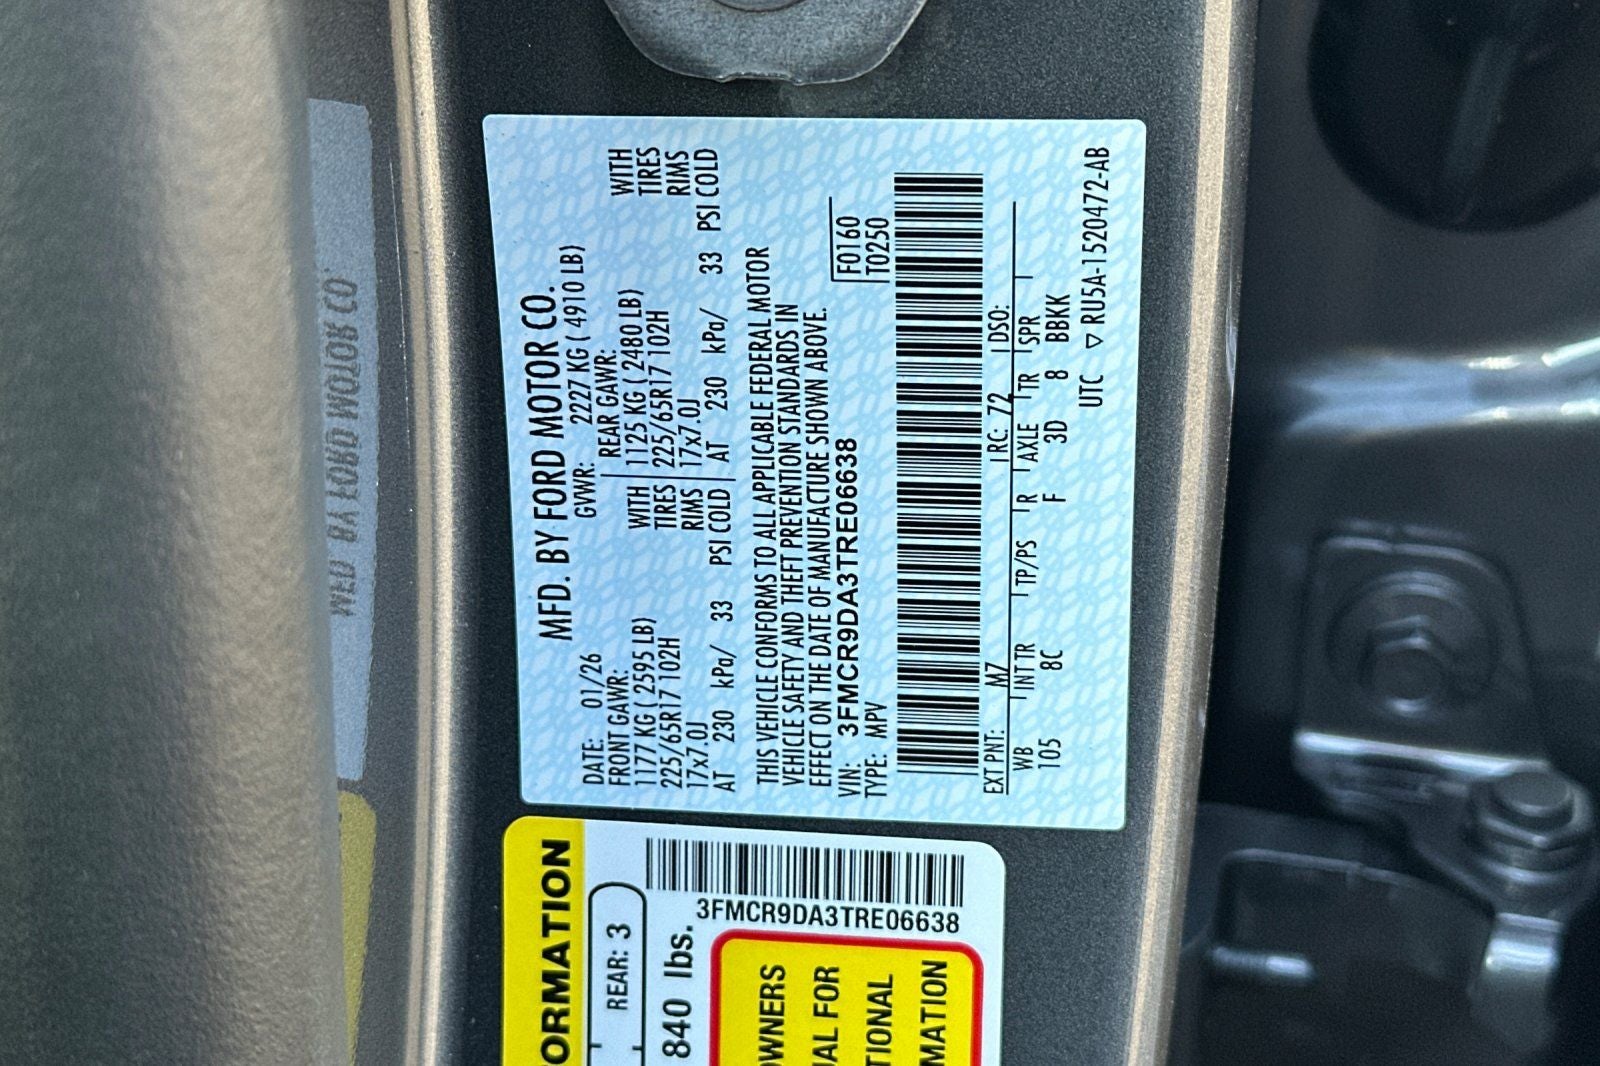 MFD. BY FORD MOTOR CO.
DATE: 01/26 GVWR: 2227 KG ( 4910 LB)
FRONT GAWR: REAR GAWR:
1177 KG ( 2595 LB) WITH 1125 KG ( 2480 LB) WITH
225/65R17 102H TIRES 225/65R17 102H TIRES
17x7.0J RIMS 17x7.0J RIMS
AT 230 kPa/ 33 PSI COLD AT 230 kPa/ 33 PSI COLD
THIS VEHICLE CONFORMS TO ALL APPLICABLE FEDERAL MOTOR
VEHICLE SAFETY AND THEFT PREVENTION STANDARDS IN
EFFECT ON THE DATE OF MANUFACTURE SHOWN ABOVE.
VIN: 3FMCR9DA3TRE06638 F0160
TYPE: MPV T0250
EXT PNT: M7 RC: 72 DSO:
WB INT TR TP/PS R AXLE TR SPR
105 8C F 3D 8 BBKK
UTC ▽ RU5A-1520472-AB
ORMATION
REAR: 3
840 lbs.
3FMCR9DA3TRE06638
OWNERS
UAL FOR
TIONAL
MATION
MFD. BY FORD MOTOR CO.